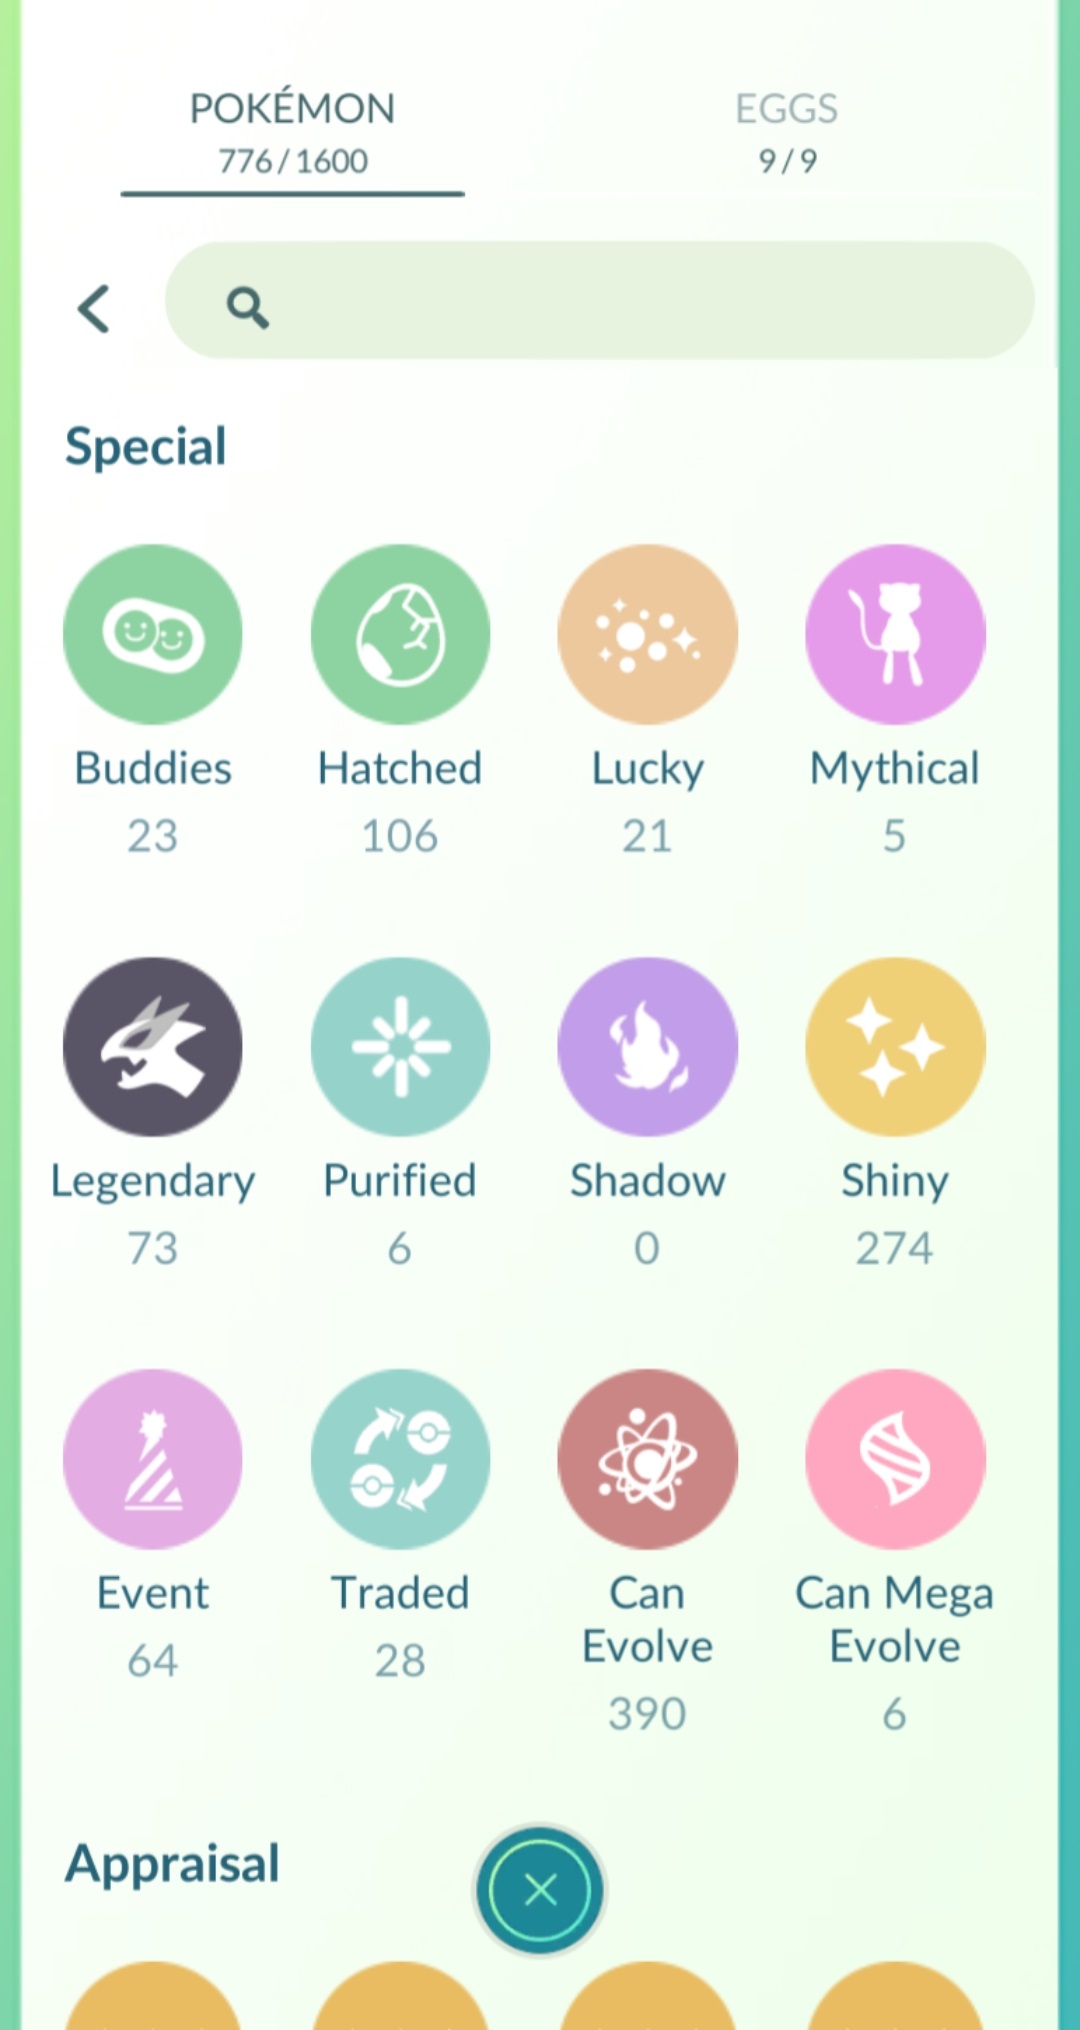 POKÉMON EGGS
776/1600 9/9
Special
Buddies Hatched Lucky Mythical
23 106 21 5
Legendary Purified Shadow Shiny
73 6 0 274
Event Traded Can Evolve Can Mega Evolve
64 28 390 6
Appraisal